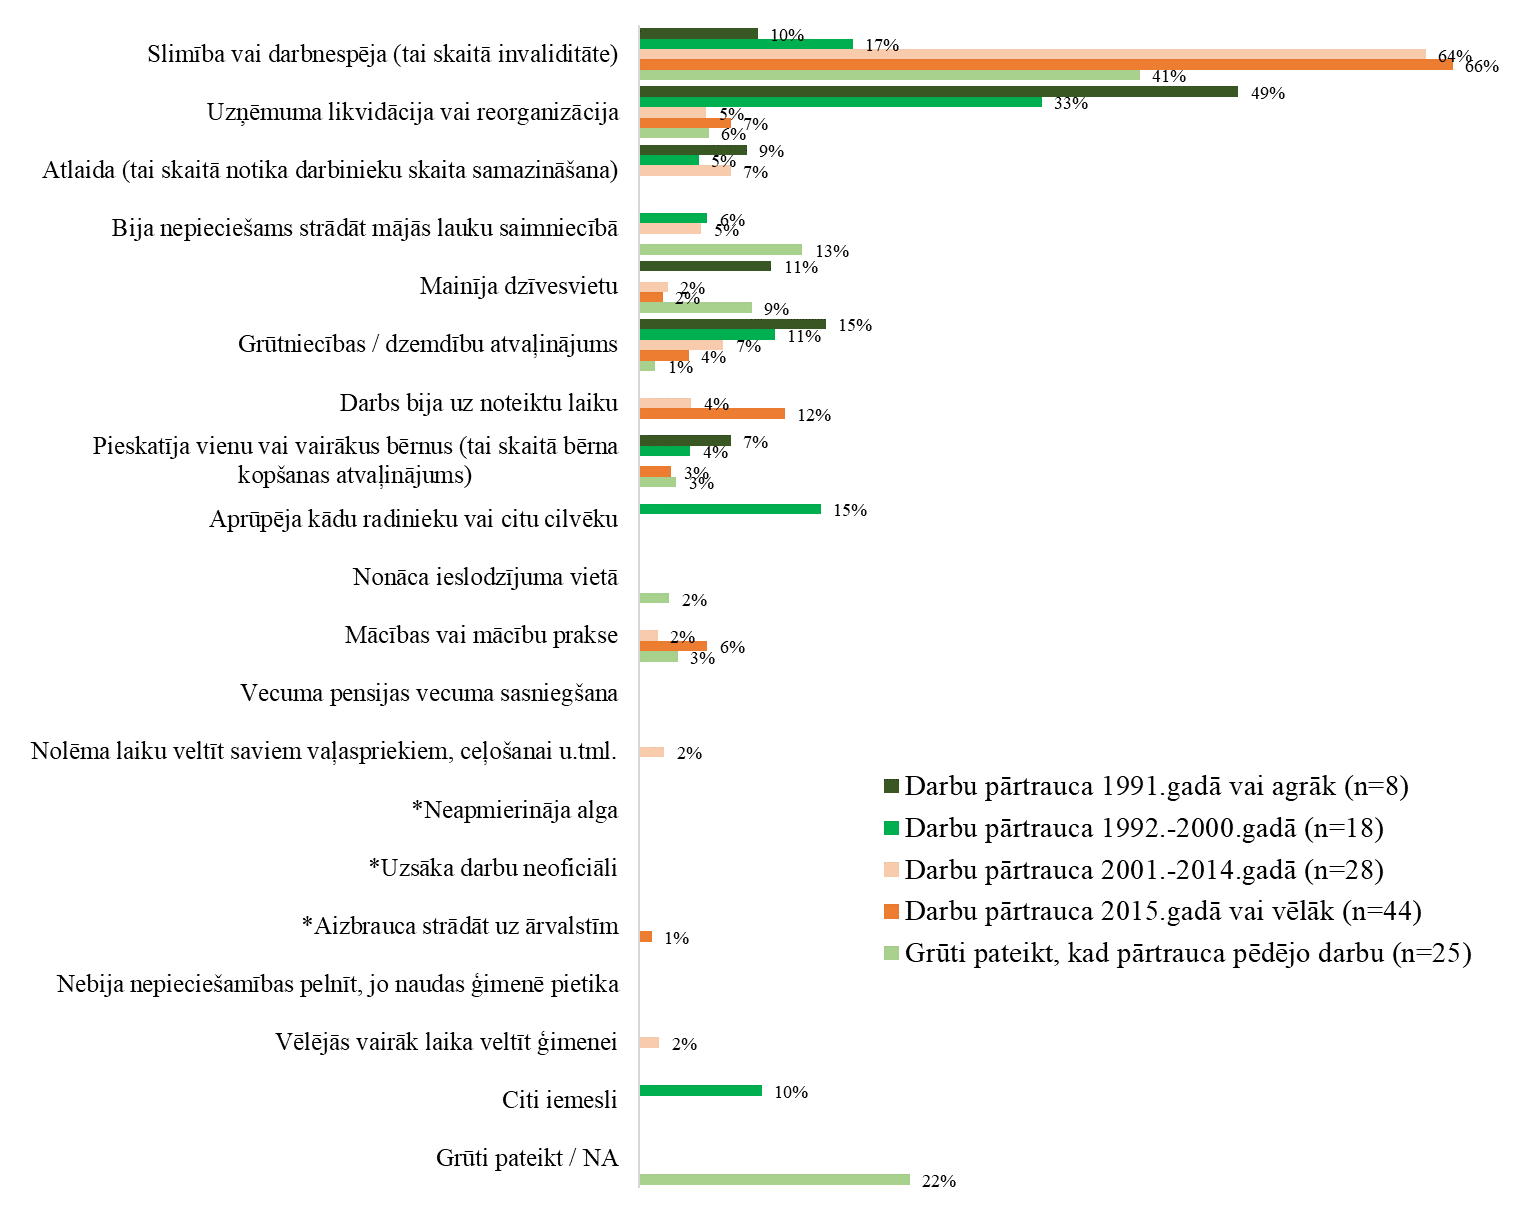 Slimība vai darbnespēja (tai skaitā invaliditāte)
10%
17%
64%
66%
41%
Uzņēmuma likvidācija vai reorganizācija
49%
33%
5%
7%
6%
Atlaida (tai skaitā notika darbinieku skaita samazināšana)
9%
5%
7%
Bija nepieciešams strādāt mājās lauku saimniecībā
6%
5%
13%
Mainīja dzīvesvietu
11%
2%
2%
9%
Grūtniecības / dzemdību atvaļinājums
15%
11%
7%
4%
1%
Darbs bija uz noteiktu laiku
4%
12%
Pieskatīja vienu vai vairākus bērnus (tai skaitā bērna
kopšanas atvaļinājums)
7%
4%
3%
3%
Aprūpēja kādu radinieku vai citu cilvēku
15%
Nonāca ieslodzījuma vietā
2%
Mācības vai mācību prakse
2%
6%
3%
Vecuma pensijas vecuma sasniegšana
Nolēma laiku veltīt saviem vaļaspriekiem, ceļošanai u.tml.
2%
*Neapmierināja alga
*Uzsāka darbu neoficiāli
*Aizbrauca strādāt uz ārvalstīm
1%
Nebija nepieciešamības pelnīt, jo naudas ģimenē pietika
Vēlējās vairāk laika veltīt ģimenei
2%
Citi iemesli
10%
Grūti pateikt / NA
22%
Darbu pārtrauca 1991.gadā vai agrāk (n=8)
Darbu pārtrauca 1992.-2000.gadā (n=18)
Darbu pārtrauca 2001.-2014.gadā (n=28)
Darbu pārtrauca 2015.gadā vai vēlāk (n=44)
Grūti pateikt, kad pārtrauca pēdējo darbu (n=25)